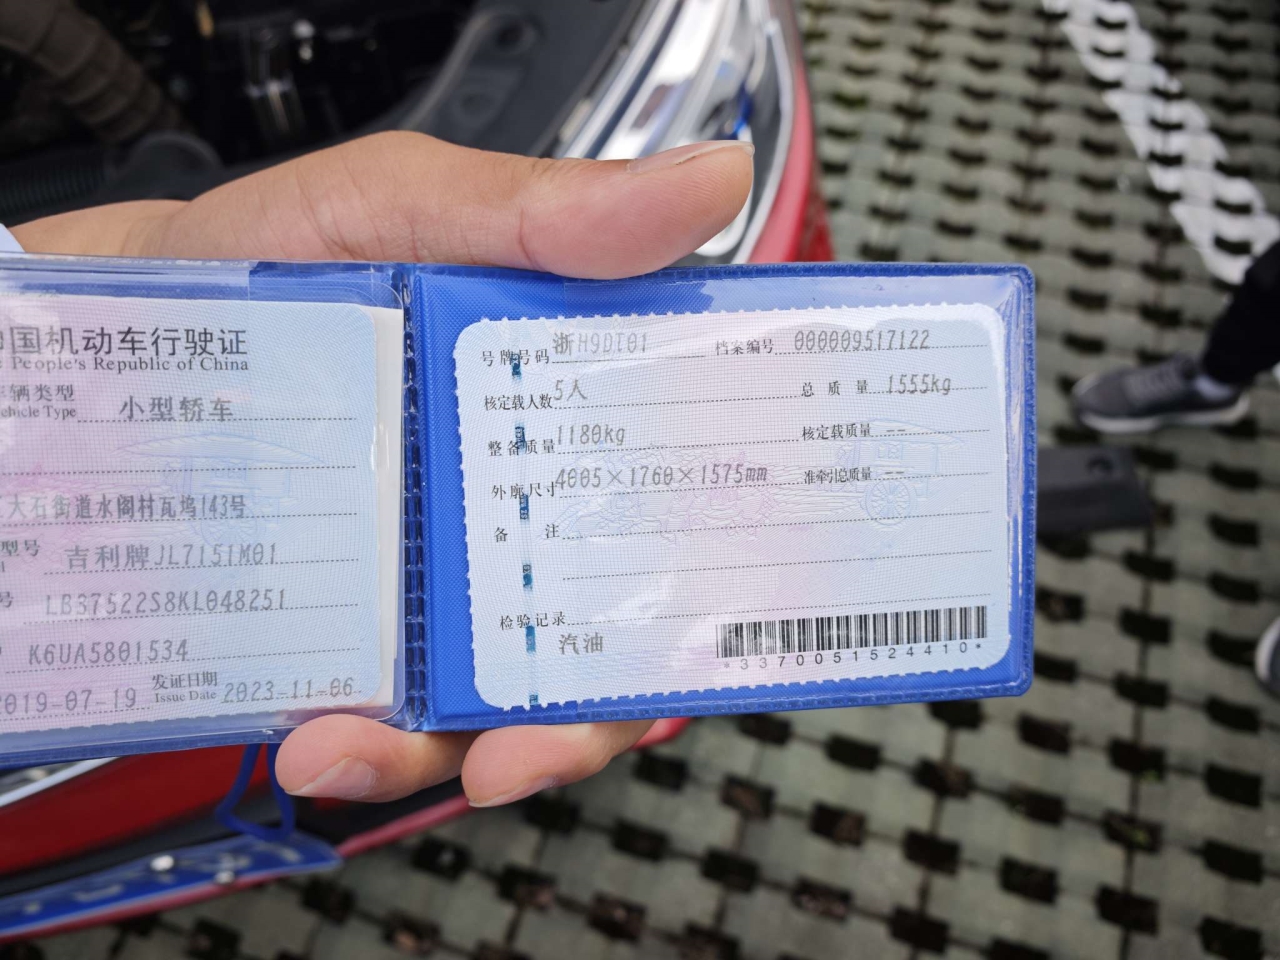 中国机动车行驶证
People's Republic of China
车辆类型
Vehicle Type
小型轿车
大石街道水阁村瓦坞143号
型号 吉利牌JL7151M01
号 LB37522S8KL048251
K6UA5801534
2019-07-19
发证日期
Issue Date
2023-11-06
号牌号码 浙H9DT01 档案编号 000009517122
核定载人数 5人 总质量 1555kg
整备质量 1180kg 核定载质量 --
外廓尺寸 4005×1760×1575mm 准牵引总质量 --
备注
检验记录
汽油
*3370051524410*